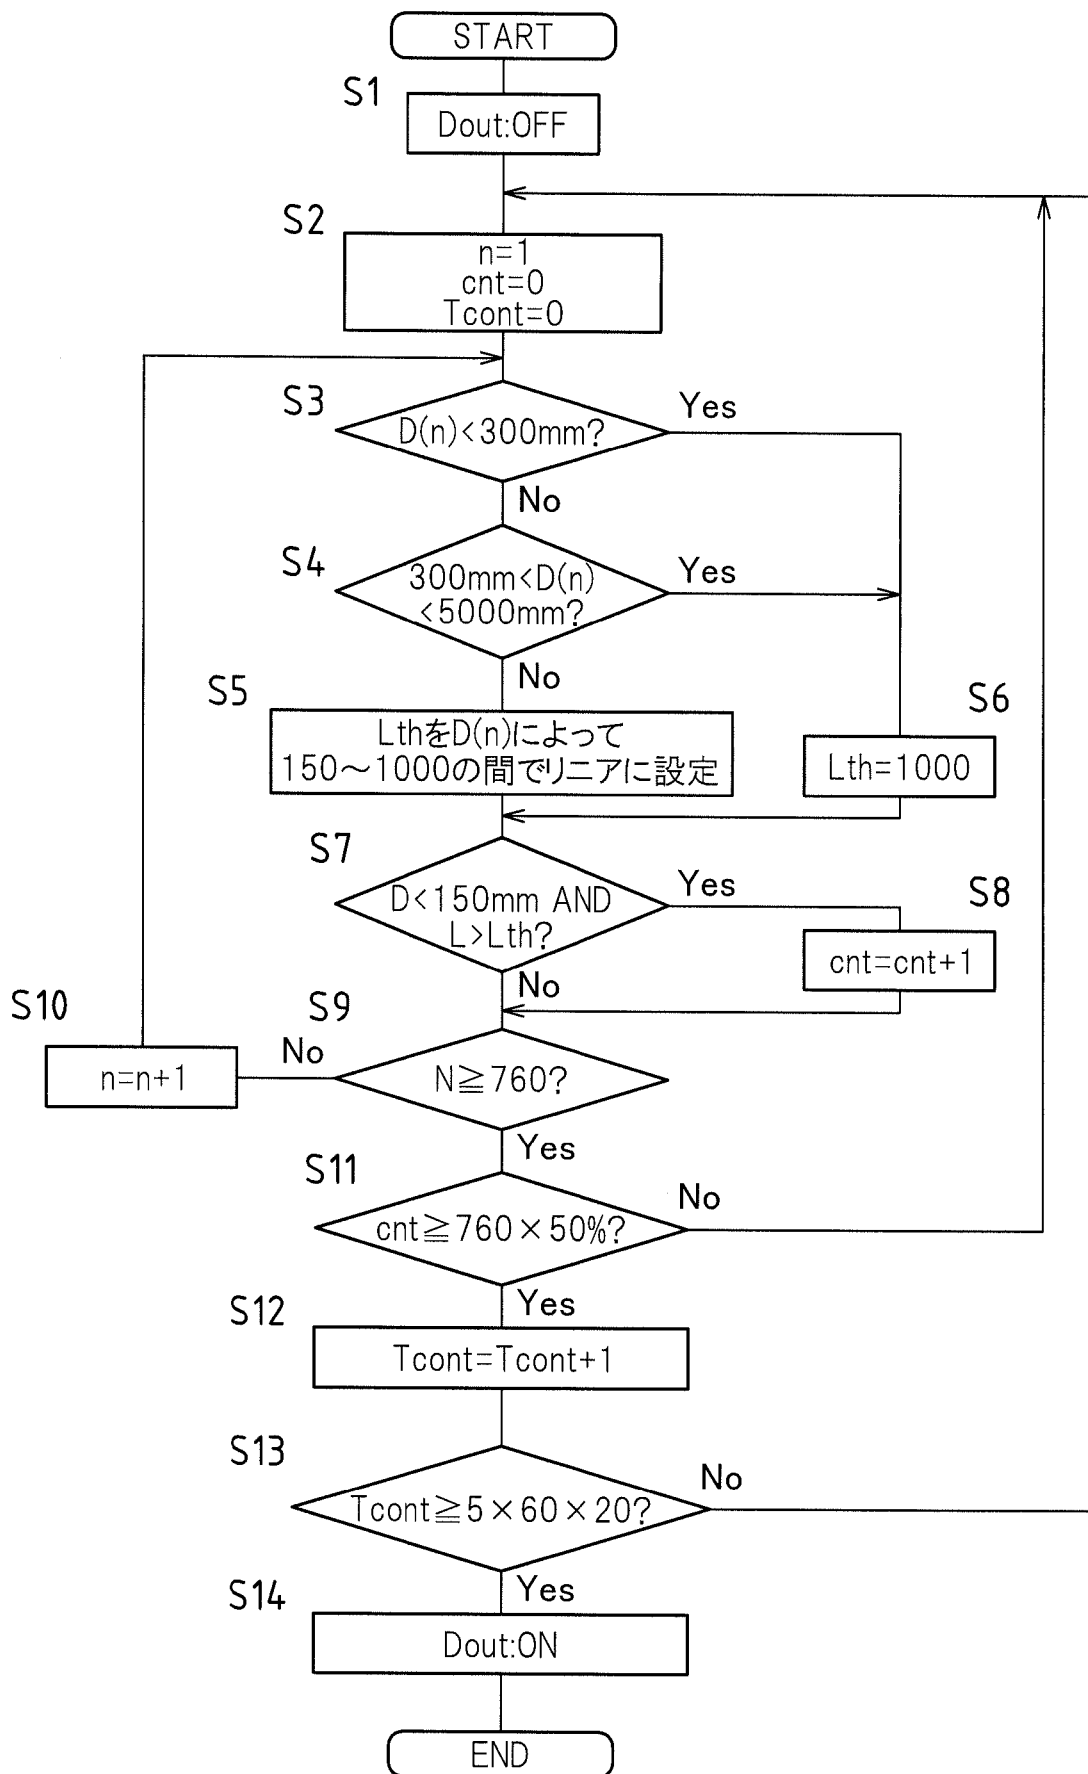 START
S1
Dout:OFF
S2
n=1
cnt=0
Tcont=0
S3
D(n)<300mm?
Yes
No
S4
300mm<D(n)
<5000mm?
Yes
No
S5
LthをD(n)によって
150～1000の間でリニアに設定
S6
Lth=1000
S7
D<150mm AND
L>Lth?
Yes
No
S8
cnt=cnt+1
S9
N≧760?
No
Yes
S10
n=n+1
S11
cnt≧760×50%?
No
Yes
S12
Tcont=Tcont+1
S13
Tcont≧5×60×20?
No
Yes
S14
Dout:ON
END